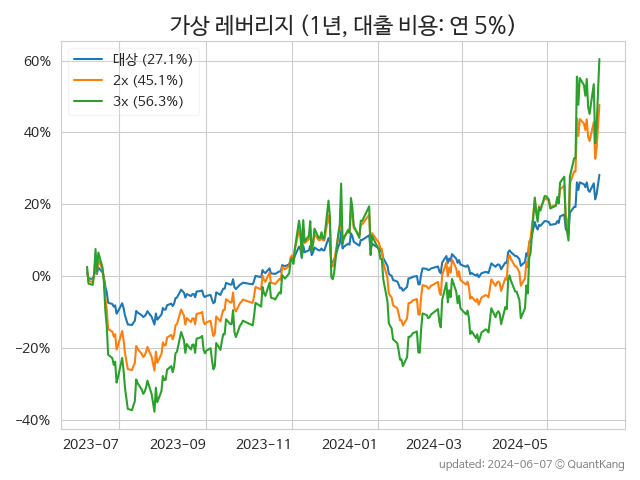 가상 레버리지 (1년, 대출 비용: 연 5%)
대상 (27.1%)
2x (45.1%)
3x (56.3%)
60%
40%
20%
0%
−20%
−40%
2023-07 2023-09 2023-11 2024-01 2024-03 2024-05
updated: 2024-06-07 © QuantKang